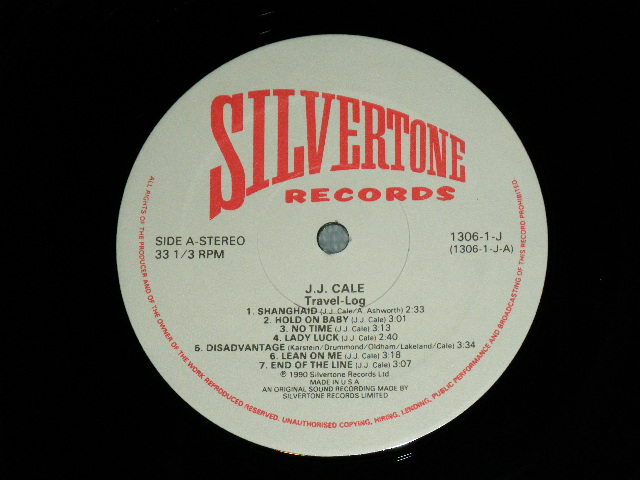 SILVERTONE
RECORDS
SIDE A-STEREO
33 1/3 RPM
1306-1-J
(1306-1-J-A)
J.J. CALE
Travel-Log
1. SHANGHAID (J.J. Cale/A. Ashworth) 2:33
2. HOLD ON BABY (J.J. Cale) 3:01
3. NO TIME (J.J. Cale) 3:13
4. LADY LUCK (J.J. Cale) 2:40
5. DISADVANTAGE (Karstein/Drummond/Oldham/Lakeland/Cale) 3:34
6. LEAN ON ME (J.J. Cale) 3:18
7. END OF THE LINE (J.J. Cale) 3:07
℗ 1990 Silvertone Records Ltd
MADE IN U S A
AN ORIGINAL SOUND RECORDING MADE BY
SILVERTONE RECORDS LIMITED
ALL RIGHTS OF THE PRODUCER AND OF THE OWNER OF THE WORK REPRODUCED RESERVED. UNAUTHORISED COPYING, HIRING, LENDING, PUBLIC PERFORMANCE AND BROADCASTING OF THIS RECORD PROHIBITED